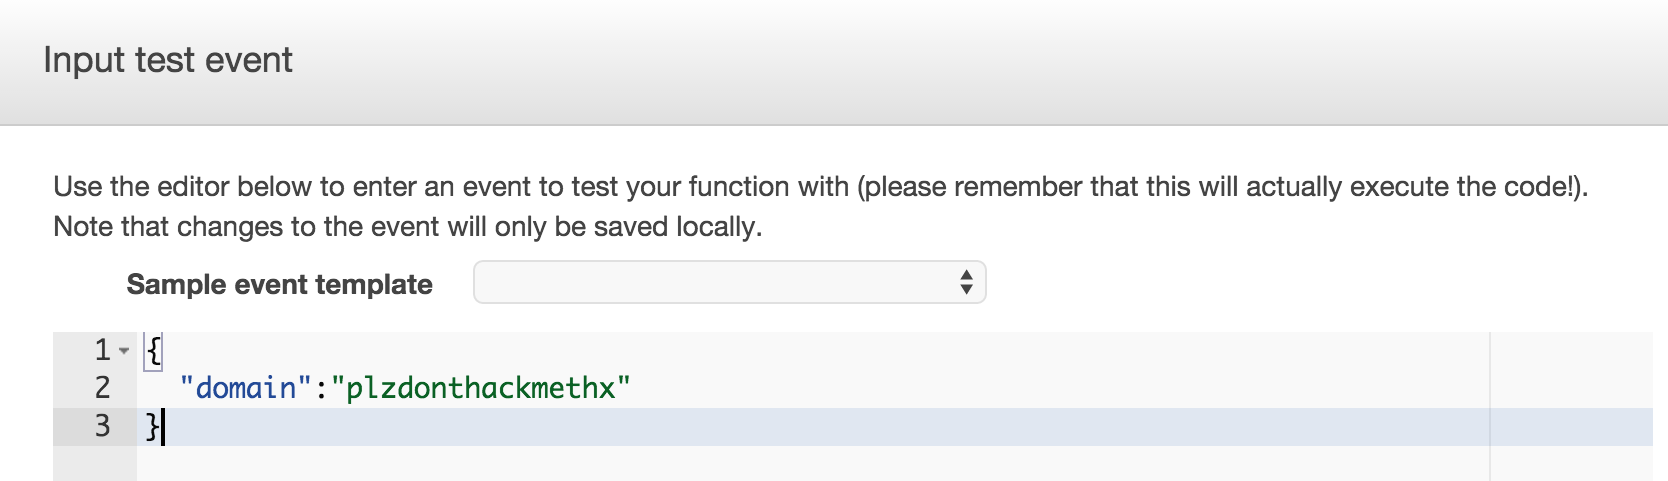 Input test event
Use the editor below to enter an event to test your function with (please remember that this will actually execute the code!).
Note that changes to the event will only be saved locally.
Sample event template
1 {
2 "domain":"plzdonthackmethx"
3 }